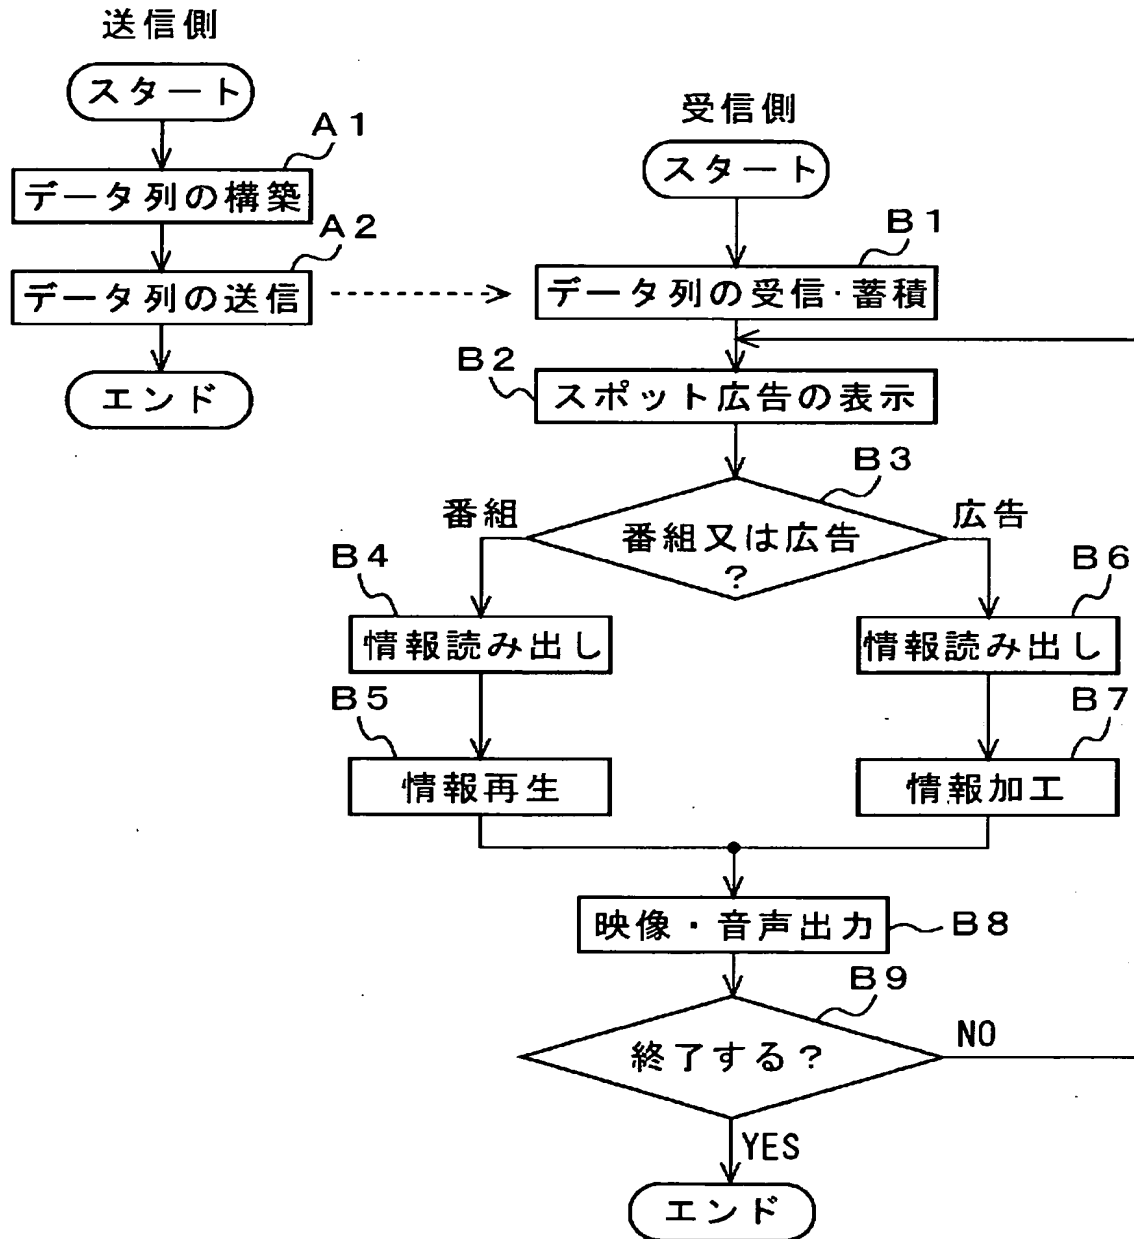 送信側
スタート
A1
データ列の構築
A2
データ列の送信
エンド
受信側
スタート
B1
データ列の受信・蓄積
B2
スポット広告の表示
B3
番組又は広告
?
番組
広告
B4
情報読み出し
B5
情報再生
B6
情報読み出し
B7
情報加工
映像・音声出力
B8
B9
終了する?
NO
YES
エンド